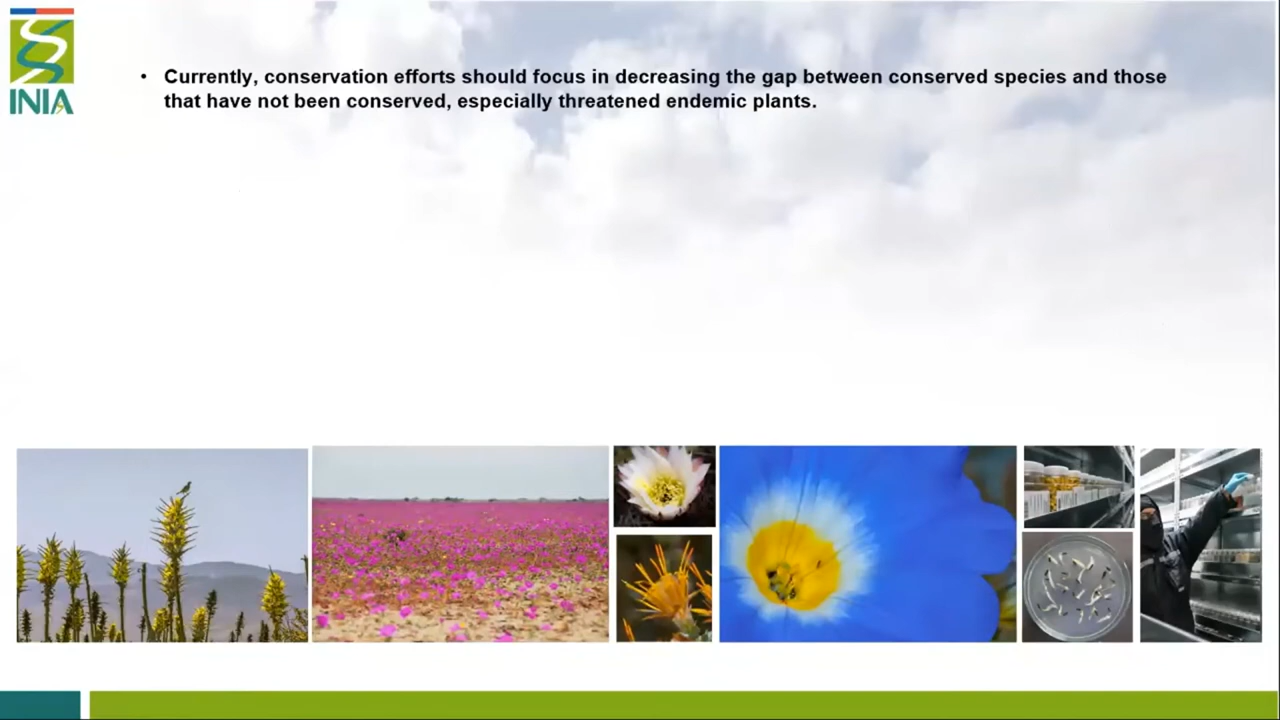 INIA
• Currently, conservation efforts should focus in decreasing the gap between conserved species and those
that have not been conserved, especially threatened endemic plants.